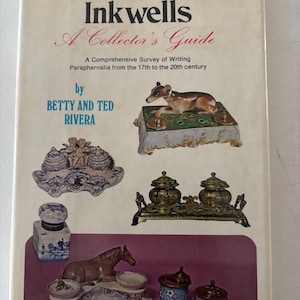 Inkwells
A Collector's Guide
A Comprehensive Survey of Writing
Paraphernalia from the 17th to the 20th century
by
BETTY AND TED
RIVERA